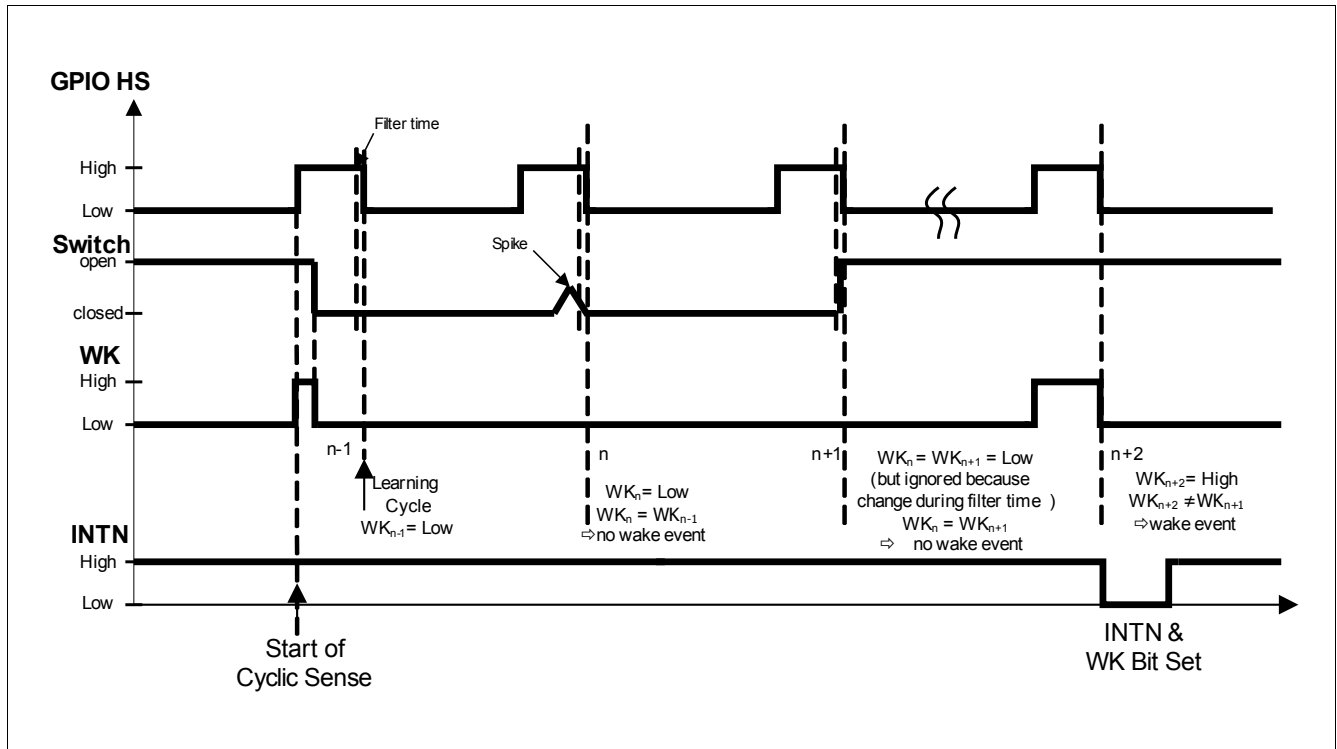 GPIO HS
Filter time
High
Low
Switch
open
Spike
closed
WK
High
Low
n-1
n
n+1
n+2
Learning
Cycle
WKn-1= Low
WKn= Low
WKn = WKn-1
⇨no wake event
WKn = WKn+1 = Low
(but ignored because
change during filter time )
WKn = WKn+1
⇨ no wake event
WKn+2= High
WKn+2 ≠WKn+1
⇨wake event
INTN
High
Low
Start of
Cyclic Sense
INTN &
WK Bit Set